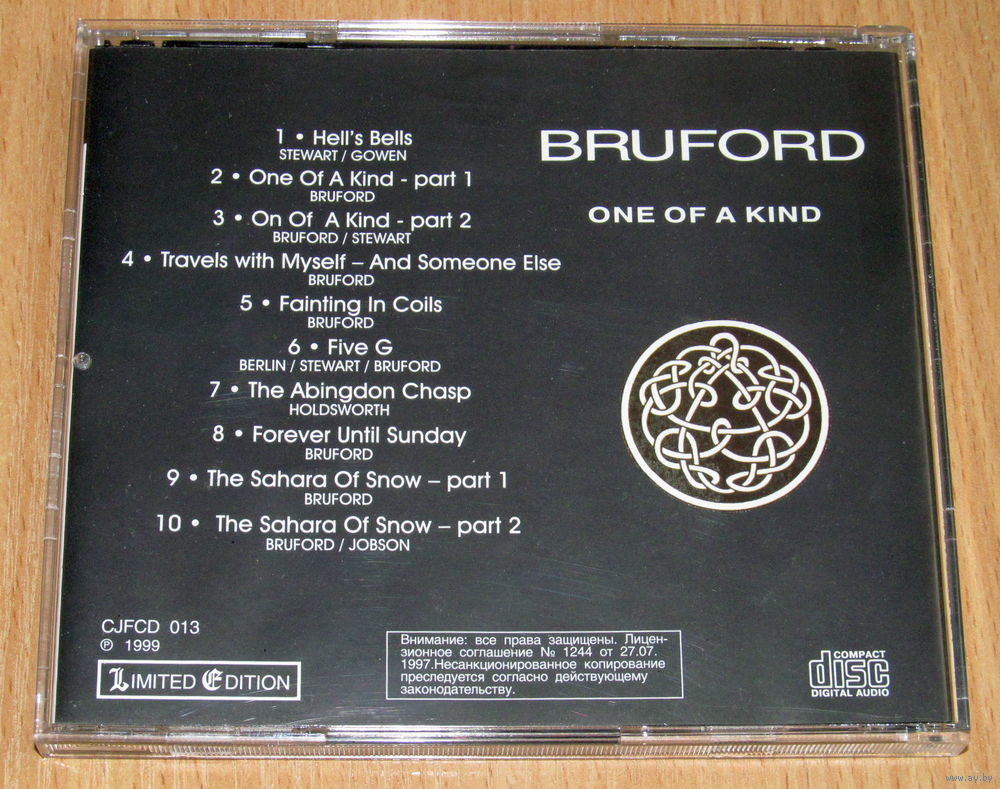 1 • Hell's Bells
STEWART / GOWEN
2 • One Of A Kind - part 1
BRUFORD
3 • On Of A Kind - part 2
BRUFORD / STEWART
4 • Travels with Myself – And Someone Else
BRUFORD
5 • Fainting In Coils
BRUFORD
6 • Five G
BERLIN / STEWART / BRUFORD
7 • The Abingdon Chasp
HOLDSWORTH
8 • Forever Until Sunday
BRUFORD
9 • The Sahara Of Snow – part 1
BRUFORD
10 • The Sahara Of Snow – part 2
BRUFORD / JOBSON
BRUFORD
ONE OF A KIND
CJFCD 013
℗ 1999
LIMITED EDITION
Внимание: все права защищены. Лицен-
зионное соглашение № 1244 от 27.07.
1997.Несанкционированное копирование
преследуется согласно действующему
законодательству.
COMPACT
disc
DIGITAL AUDIO
www.ay.by